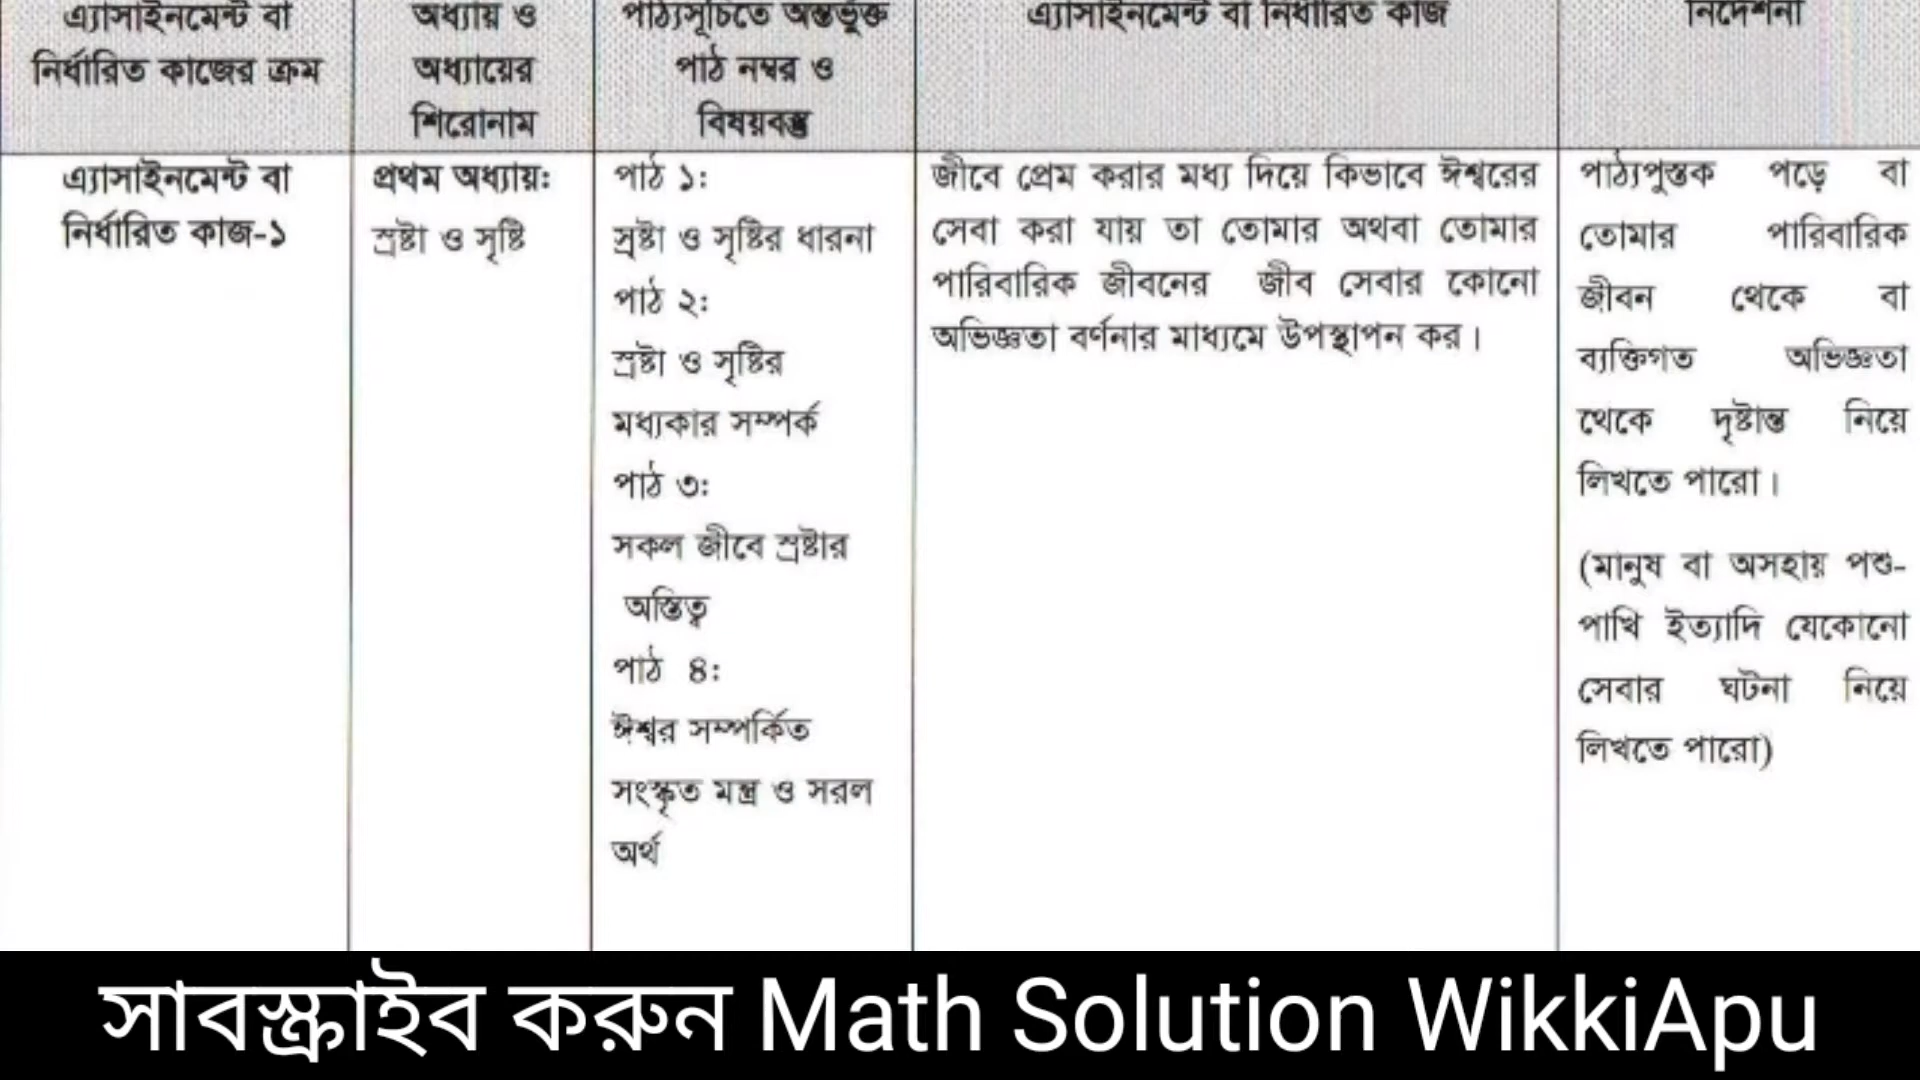 এ্যাসাইনমেন্ট বা
নির্ধারিত কাজের ক্রম
অধ্যায় ও
অধ্যায়ের
শিরোনাম
পাঠ্যসূচিতে অন্তর্ভুক্ত
পাঠ নম্বর ও
বিষয়বস্তু
এ্যাসাইনমেন্ট বা নির্ধারিত কাজ
নির্দেশনা
এ্যাসাইনমেন্ট বা
নির্ধারিত কাজ-১
প্রথম অধ্যায়:
স্রষ্টা ও সৃষ্টি
পাঠ ১:
স্রষ্টা ও সৃষ্টির ধারনা
পাঠ ২:
স্রষ্টা ও সৃষ্টির
মধ্যকার সম্পর্ক
পাঠ ৩:
সকল জীবে স্রষ্টার
অস্তিত্ব
পাঠ ৪:
ঈশ্বর সম্পর্কিত
সংস্কৃত মন্ত্র ও সরল
অর্থ
জীবে প্রেম করার মধ্য দিয়ে কিভাবে ঈশ্বরের
সেবা করা যায় তা তোমার অথবা তোমার
পারিবারিক জীবনের জীব সেবার কোনো
অভিজ্ঞতা বর্ণনার মাধ্যমে উপস্থাপন কর।
পাঠ্যপুস্তক পড়ে বা
তোমার পারিবারিক
জীবন থেকে বা
ব্যক্তিগত অভিজ্ঞতা
থেকে দৃষ্টান্ত নিয়ে
লিখতে পারো।
(মানুষ বা অসহায় পশু-
পাখি ইত্যাদি যেকোনো
সেবার ঘটনা নিয়ে
লিখতে পারো)
সাবস্ক্রাইব করুন Math Solution WikkiApu